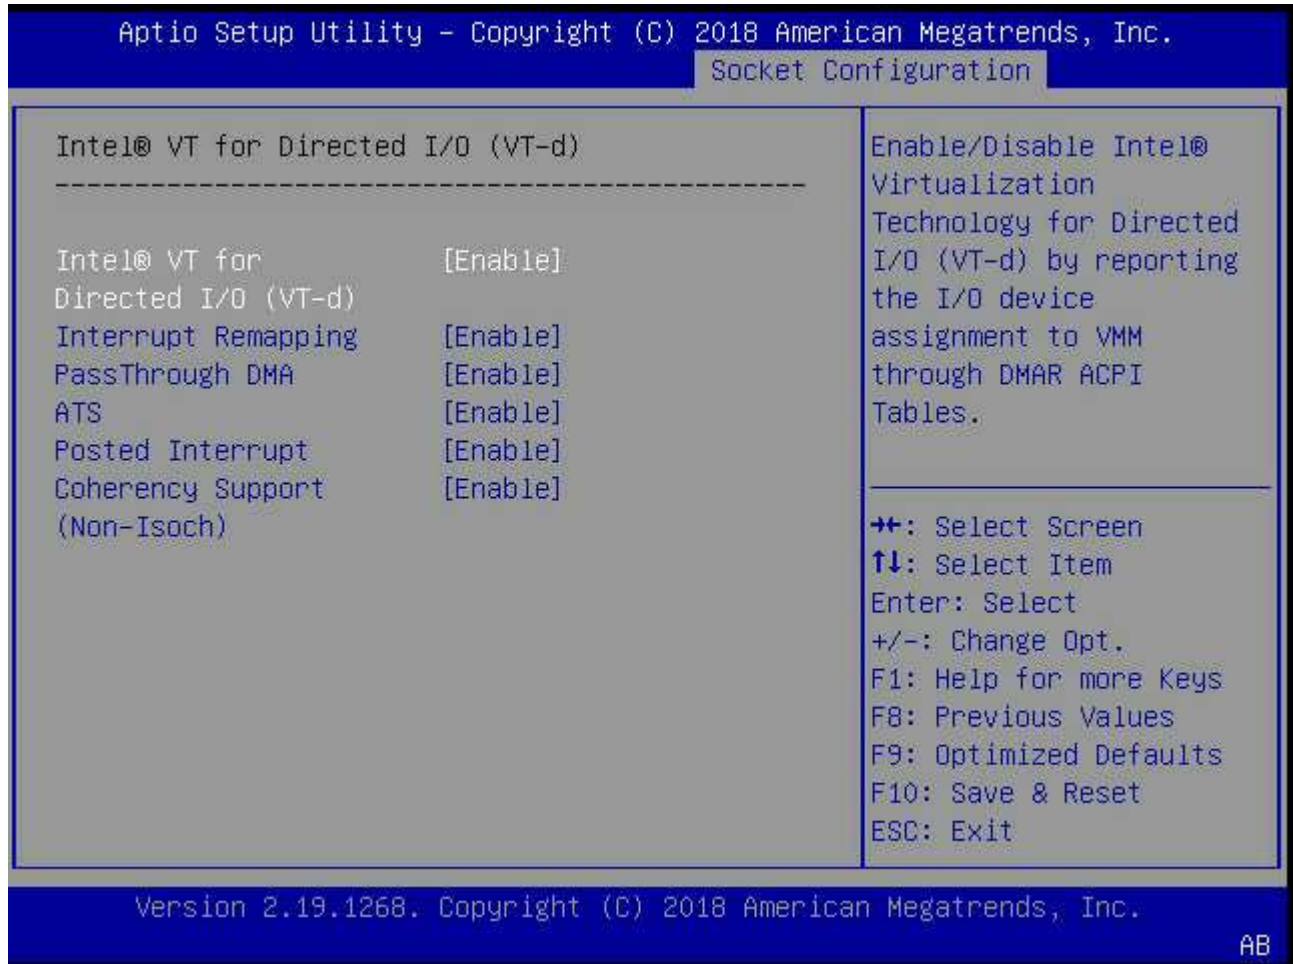 Aptio Setup Utility – Copyright (C) 2018 American Megatrends, Inc.
Socket Configuration
Intel® VT for Directed I/O (VT-d)
-----------------------------------------------
Intel® VT for [Enable]
Directed I/O (VT-d)
Interrupt Remapping [Enable]
PassThrough DMA [Enable]
ATS [Enable]
Posted Interrupt [Enable]
Coherency Support [Enable]
(Non-Isoch)
Enable/Disable Intel®
Virtualization
Technology for Directed
I/O (VT-d) by reporting
the I/O device
assignment to VMM
through DMAR ACPI
Tables.
→←: Select Screen
↑↓: Select Item
Enter: Select
+/-: Change Opt.
F1: Help for more Keys
F8: Previous Values
F9: Optimized Defaults
F10: Save & Reset
ESC: Exit
Version 2.19.1268. Copyright (C) 2018 American Megatrends, Inc.
AB